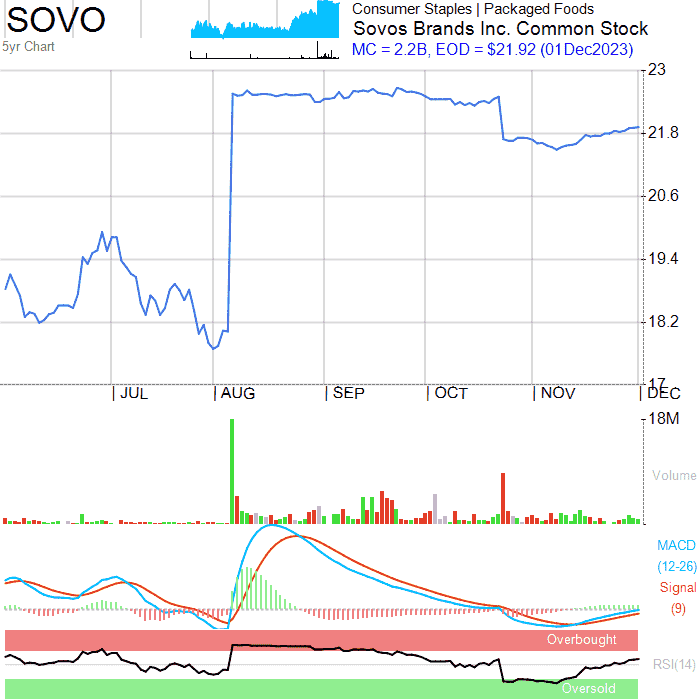 SOVO
Consumer Staples | Packaged Foods
Sovos Brands Inc. Common Stock
5yr Chart
MC = 2.2B, EOD = $21.92 (01Dec2023)
23
21.8
20.6
19.4
18.2
17
JUL
AUG
SEP
OCT
NOV
DEC
18M
Volume
MACD
(12-26)
Signal
(9)
Overbought
RSI(14)
Oversold